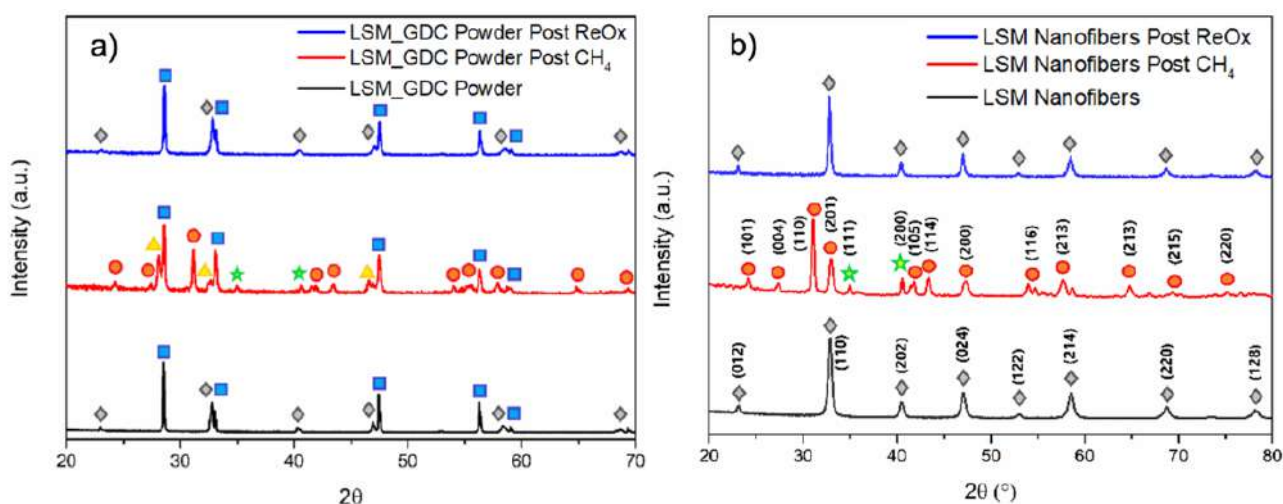 a)
LSM_GDC Powder Post ReOx
LSM_GDC Powder Post CH₄
LSM_GDC Powder
Intensity (a.u.)
20 30 40 50 60 70
2θ
b)
LSM Nanofibers Post ReOx
LSM Nanofibers Post CH₄
LSM Nanofibers
Intensity (a.u.)
(101) (004) (110) (201) (111) (200) (105) (114) (200) (116) (213) (213) (215) (220)
(012) (110) (202) (024) (122) (214) (220) (128)
20 30 40 50 60 70 80
2θ (°)